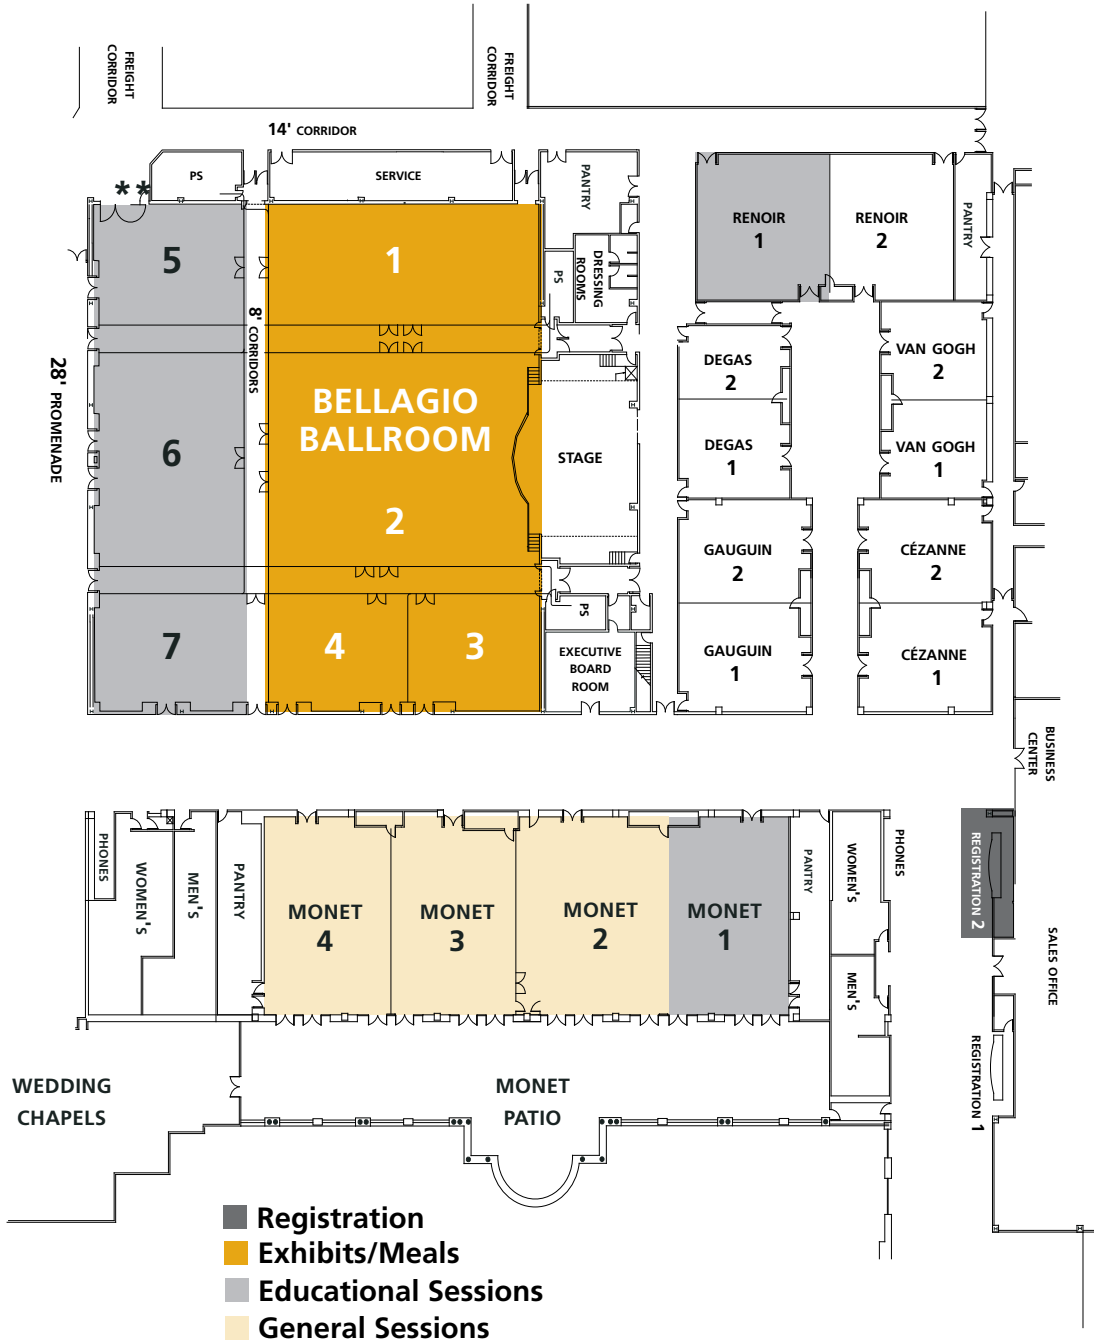 FREIGHT
CORRIDOR
FREIGHT
CORRIDOR
14' CORRIDOR
PS
SERVICE
PANTRY
**
5
1
8' CORRIDORS
PS
DRESSING
ROOMS
RENOIR
1
RENOIR
2
PANTRY
28' PROMENADE
BELLAGIO
BALLROOM
6
2
STAGE
DEGAS
2
VAN GOGH
2
DEGAS
1
VAN GOGH
1
GAUGUIN
2
CÉZANNE
2
7
4
3
PS
EXECUTIVE
BOARD
ROOM
GAUGUIN
1
CÉZANNE
1
BUSINESS
CENTER
PHONES
WOMEN'S
MEN'S
PANTRY
MONET
4
MONET
3
MONET
2
MONET
1
PANTRY
WOMEN'S
PHONES
MEN'S
REGISTRATION 2
SALES OFFICE
REGISTRATION 1
WEDDING
CHAPELS
MONET
PATIO
Registration
Exhibits/Meals
Educational Sessions
General Sessions